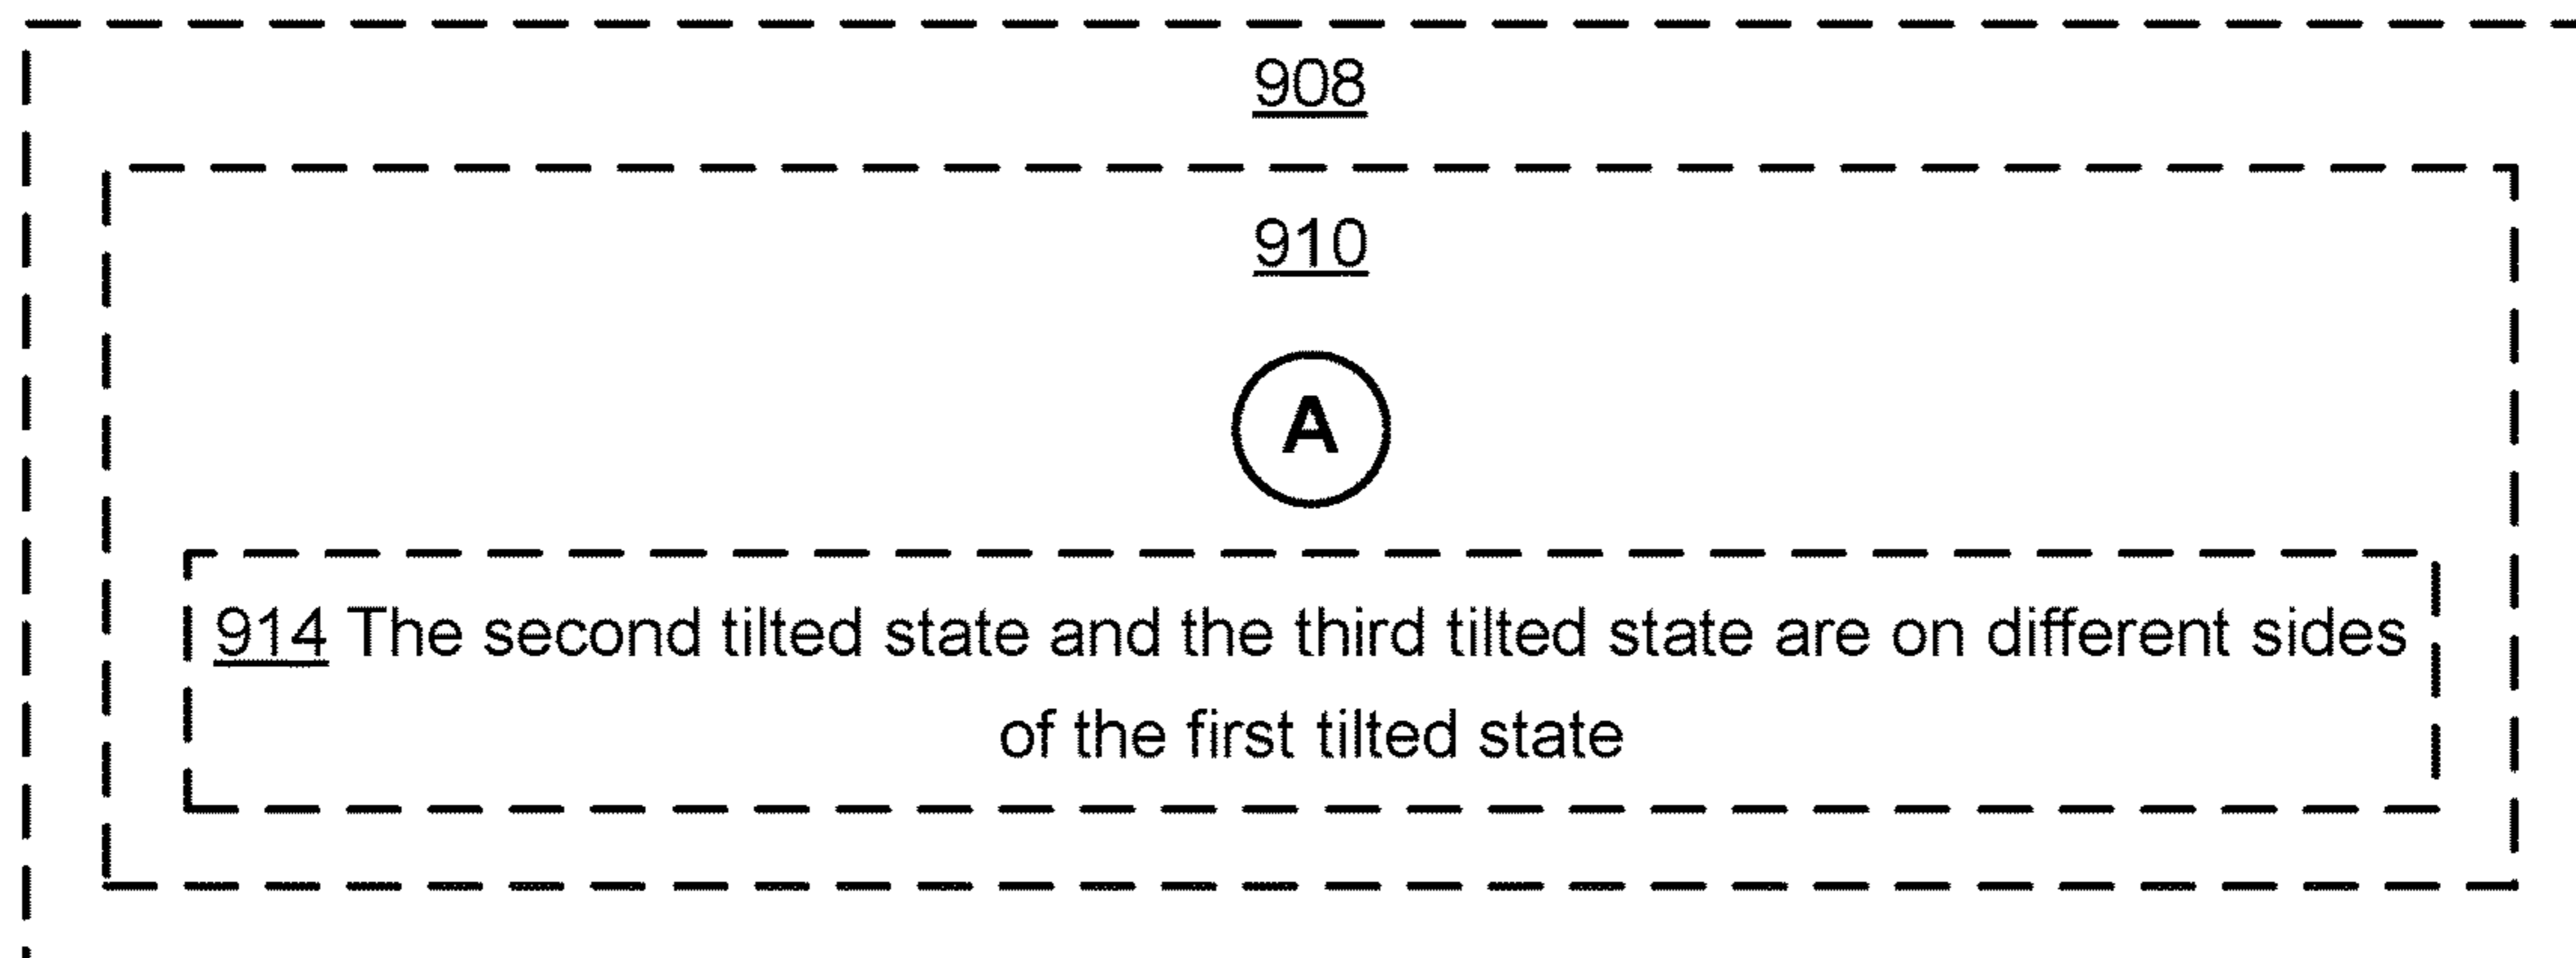 908
910
A
914 The second tilted state and the third tilted state are on different sides
of the first tilted state